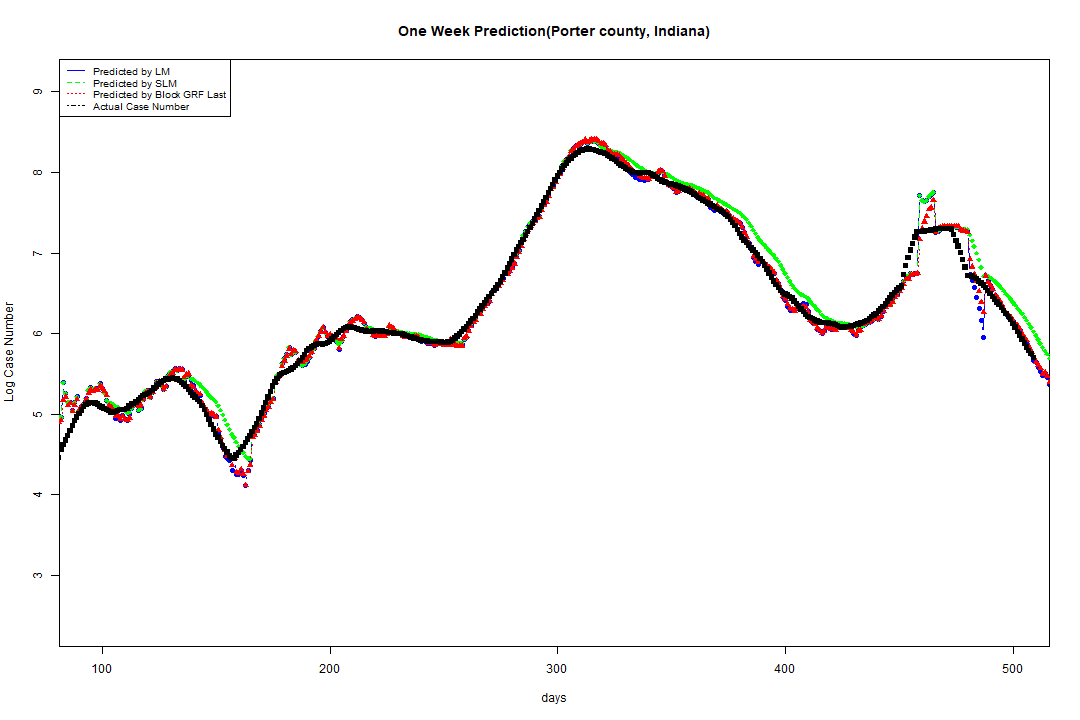 One Week Prediction(Porter county, Indiana)
Predicted by LM
Predicted by SLM
Predicted by Block GRF Last
Actual Case Number
Log Case Number
9
8
7
6
5
4
3
100 200 300 400 500
days